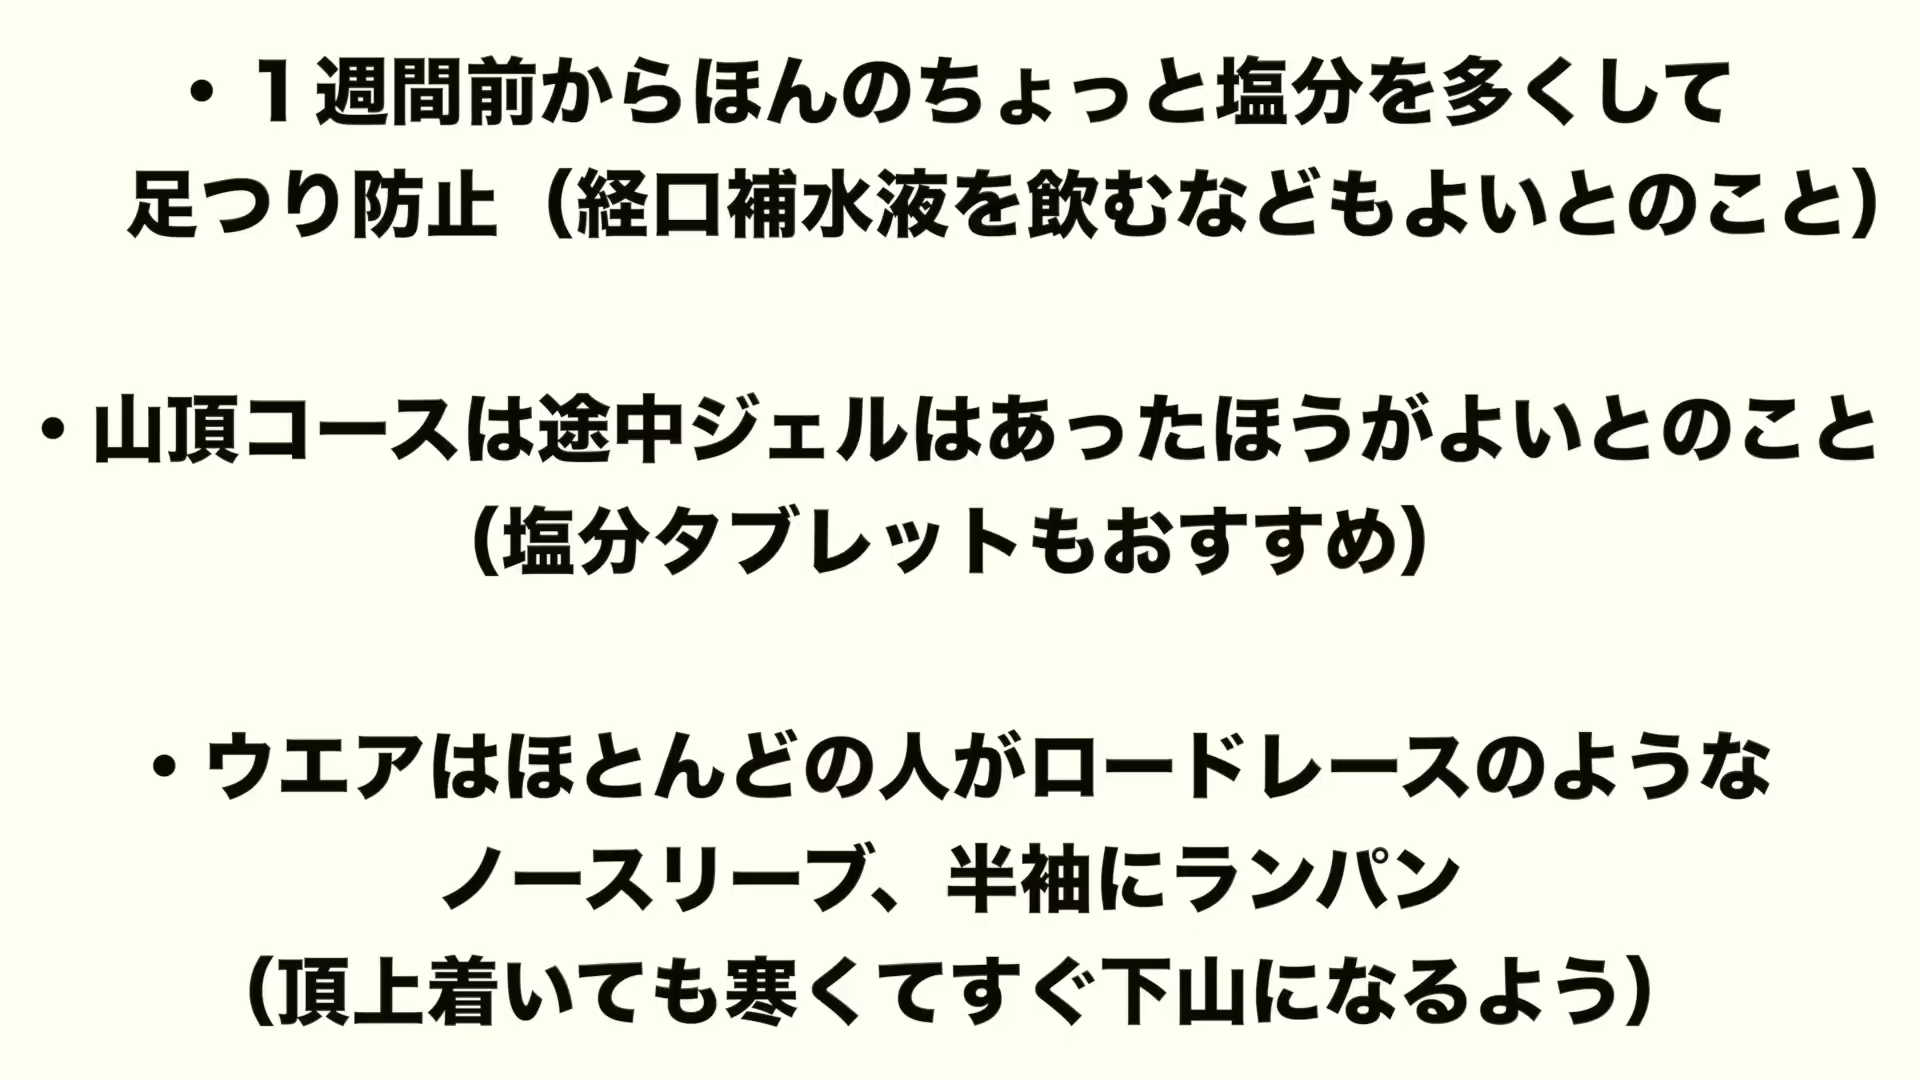 ・１週間前からほんのちょっと塩分を多くして
足つり防止（経口補水液を飲むなどもよいとのこと）
・山頂コースは途中ジェルはあったほうがよいとのこと
（塩分タブレットもおすすめ）
・ウエアはほとんどの人がロードレースのような
ノースリーブ、半袖にランパン
（頂上着いても寒くてすぐ下山になるよう）